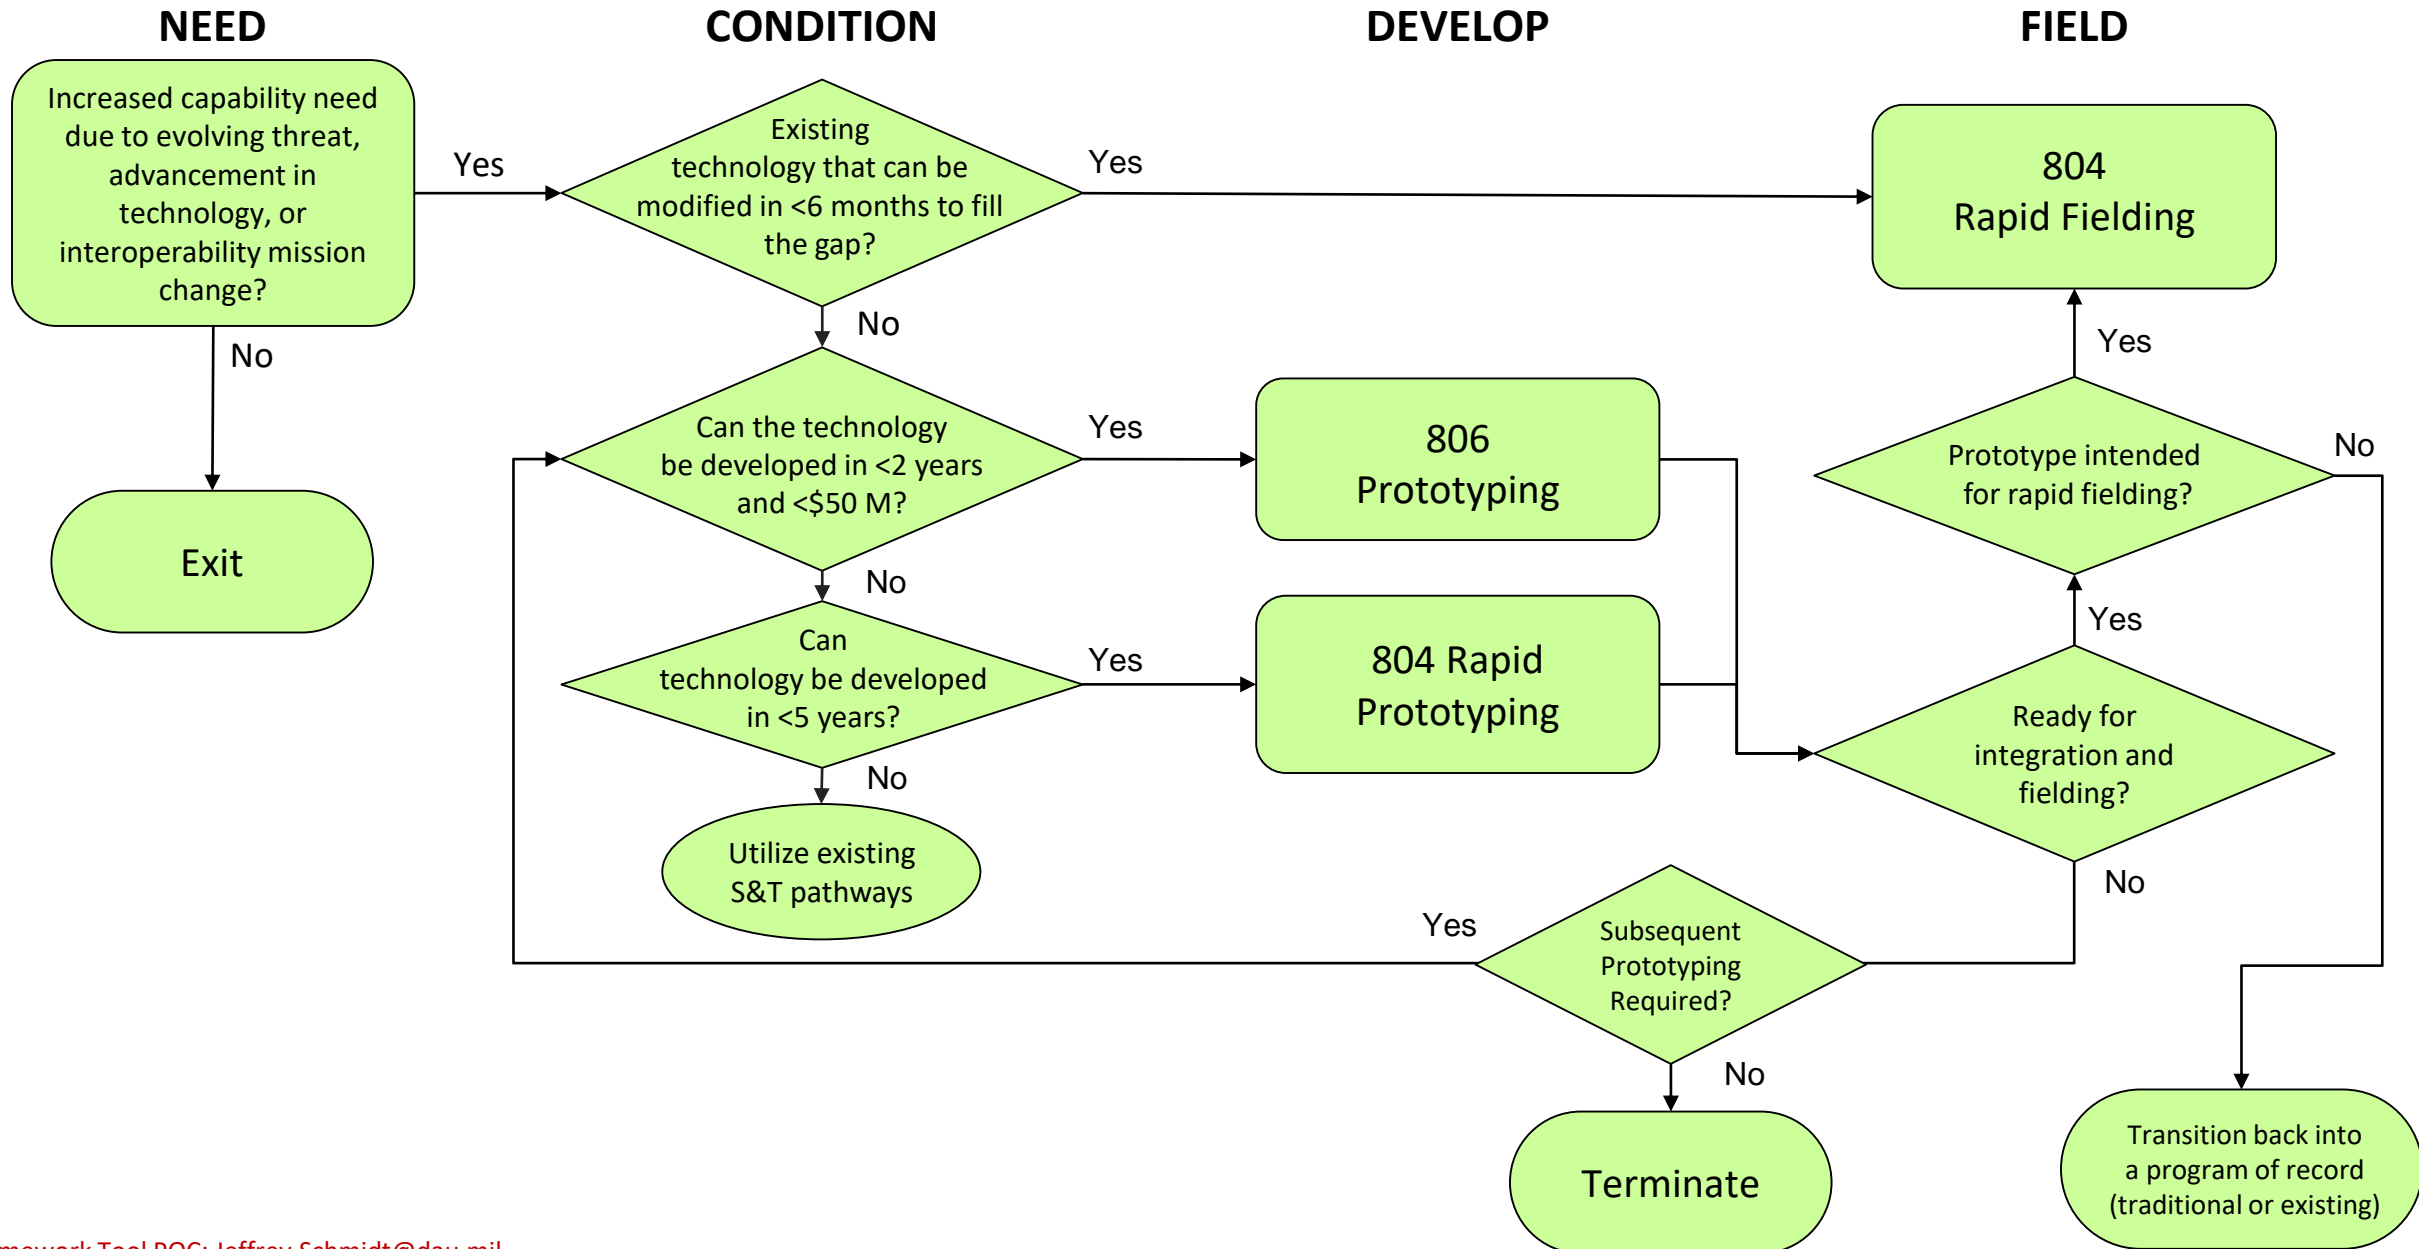 NEED
CONDITION
DEVELOP
FIELD
Increased capability need
due to evolving threat,
advancement in
technology, or
interoperability mission
change?
Yes
No
Exit
Existing
technology that can be
modified in <6 months to fill
the gap?
Yes
No
Can the technology
be developed in <2 years
and <$50 M?
Yes
No
Can
technology be developed
in <5 years?
Yes
No
Utilize existing
S&T pathways
806
Prototyping
804 Rapid
Prototyping
804
Rapid Fielding
Yes
Prototype intended
for rapid fielding?
No
Yes
Ready for
integration and
fielding?
No
Subsequent
Prototyping
Required?
Yes
No
Terminate
Transition back into
a program of record
(traditional or existing)